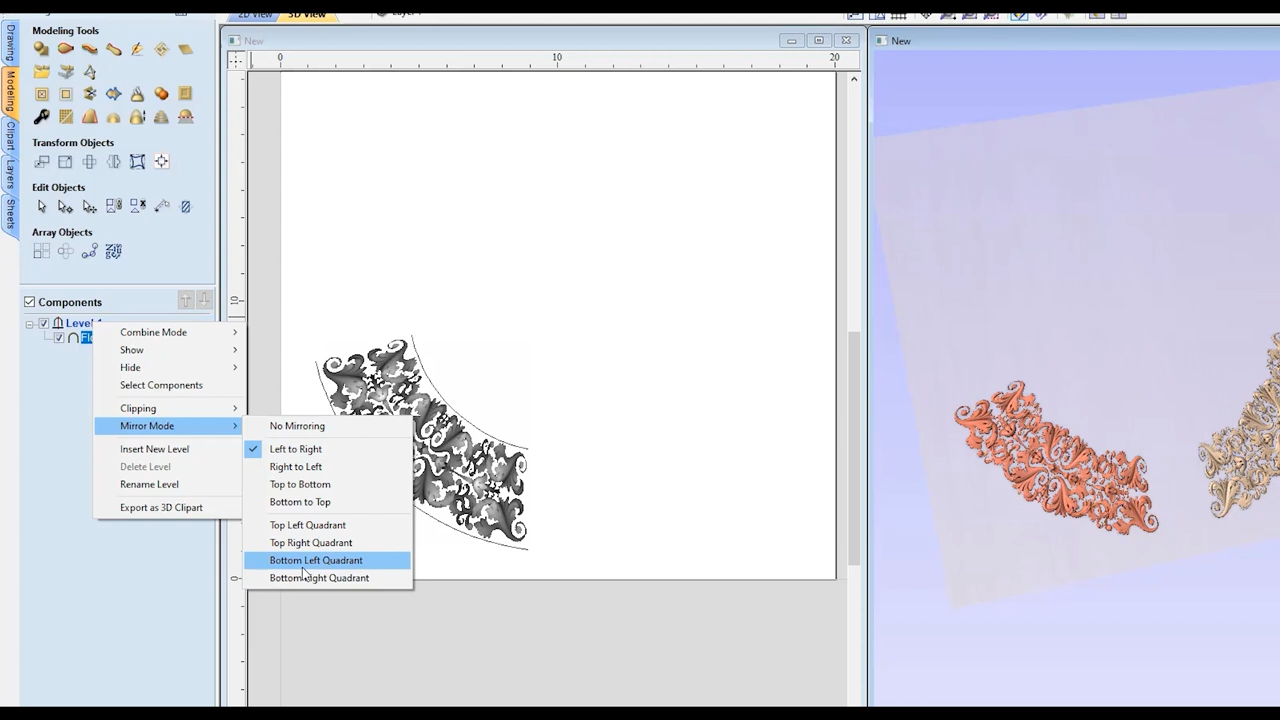 2D View
3D View
Drawing
Modeling
Clipart
Layers
Sheets
Modeling Tools
Transform Objects
Edit Objects
Array Objects
Components
Level 1
Combine Mode
Show
Hide
Select Components
Clipping
Mirror Mode
Insert New Level
Delete Level
Rename Level
Export as 3D Clipart
No Mirroring
Left to Right
Right to Left
Top to Bottom
Bottom to Top
Top Left Quadrant
Top Right Quadrant
Bottom Left Quadrant
Bottom Right Quadrant
New
0
10
20
10
0
New